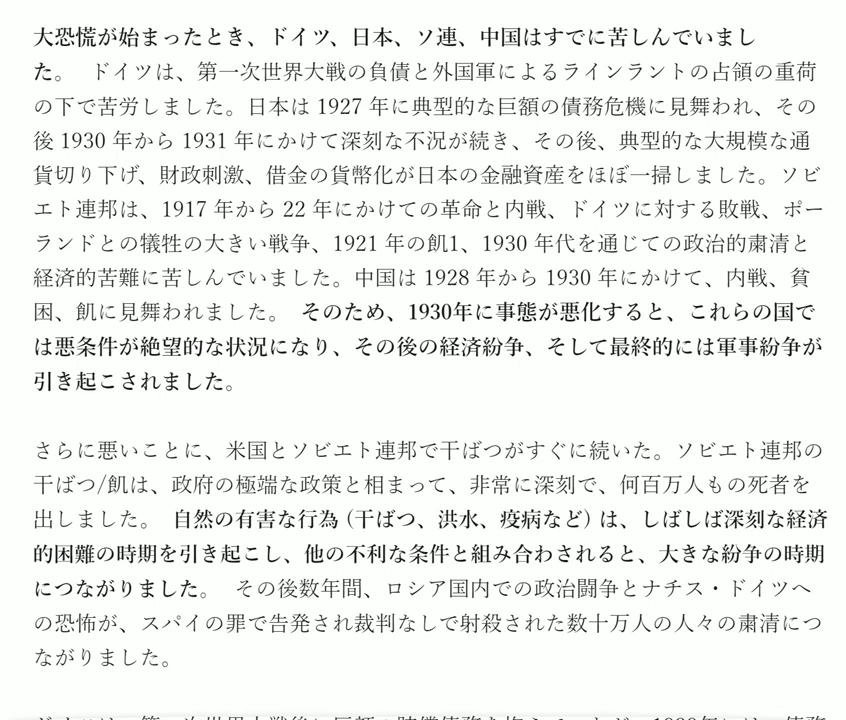 大恐慌が始まったとき、ドイツ、日本、ソ連、中国はすでに苦しんでいまし
た。 ドイツは、第一次世界大戦の負債と外国軍によるラインラントの占領の重荷
の下で苦労しました。日本は 1927 年に典型的な巨額の債務危機に見舞われ、その
後 1930 年から 1931 年にかけて深刻な不況が続き、その後、典型的な大規模な通
貨切り下げ、財政刺激、借金の貨幣化が日本の金融資産をほぼ一掃しました。ソビ
エト連邦は、1917 年から 22 年にかけての革命と内戦、ドイツに対する敗戦、ポー
ランドとの犠牲の大きい戦争、1921 年の飢1、1930 年代を通じての政治的粛清と
経済的苦難に苦しんでいました。中国は 1928 年から 1930 年にかけて、内戦、貧
困、飢に見舞われました。 そのため、1930年に事態が悪化すると、これらの国で
は悪条件が絶望的な状況になり、その後の経済紛争、そして最終的には軍事紛争が
引き起こされました。
さらに悪いことに、米国とソビエト連邦で干ばつがすぐに続いた。ソビエト連邦の
干ばつ/飢は、政府の極端な政策と相まって、非常に深刻で、何百万人もの死者を
出しました。 自然の有害な行為 (干ばつ、洪水、疫病など) は、しばしば深刻な経済
的困難の時期を引き起こし、他の不利な条件と組み合わされると、大きな紛争の時期
につながりました。 その後数年間、ロシア国内での政治闘争とナチス・ドイツへ
の恐怖が、スパイの罪で告発され裁判なしで射殺された数十万人の人々の粛清につ
ながりました。